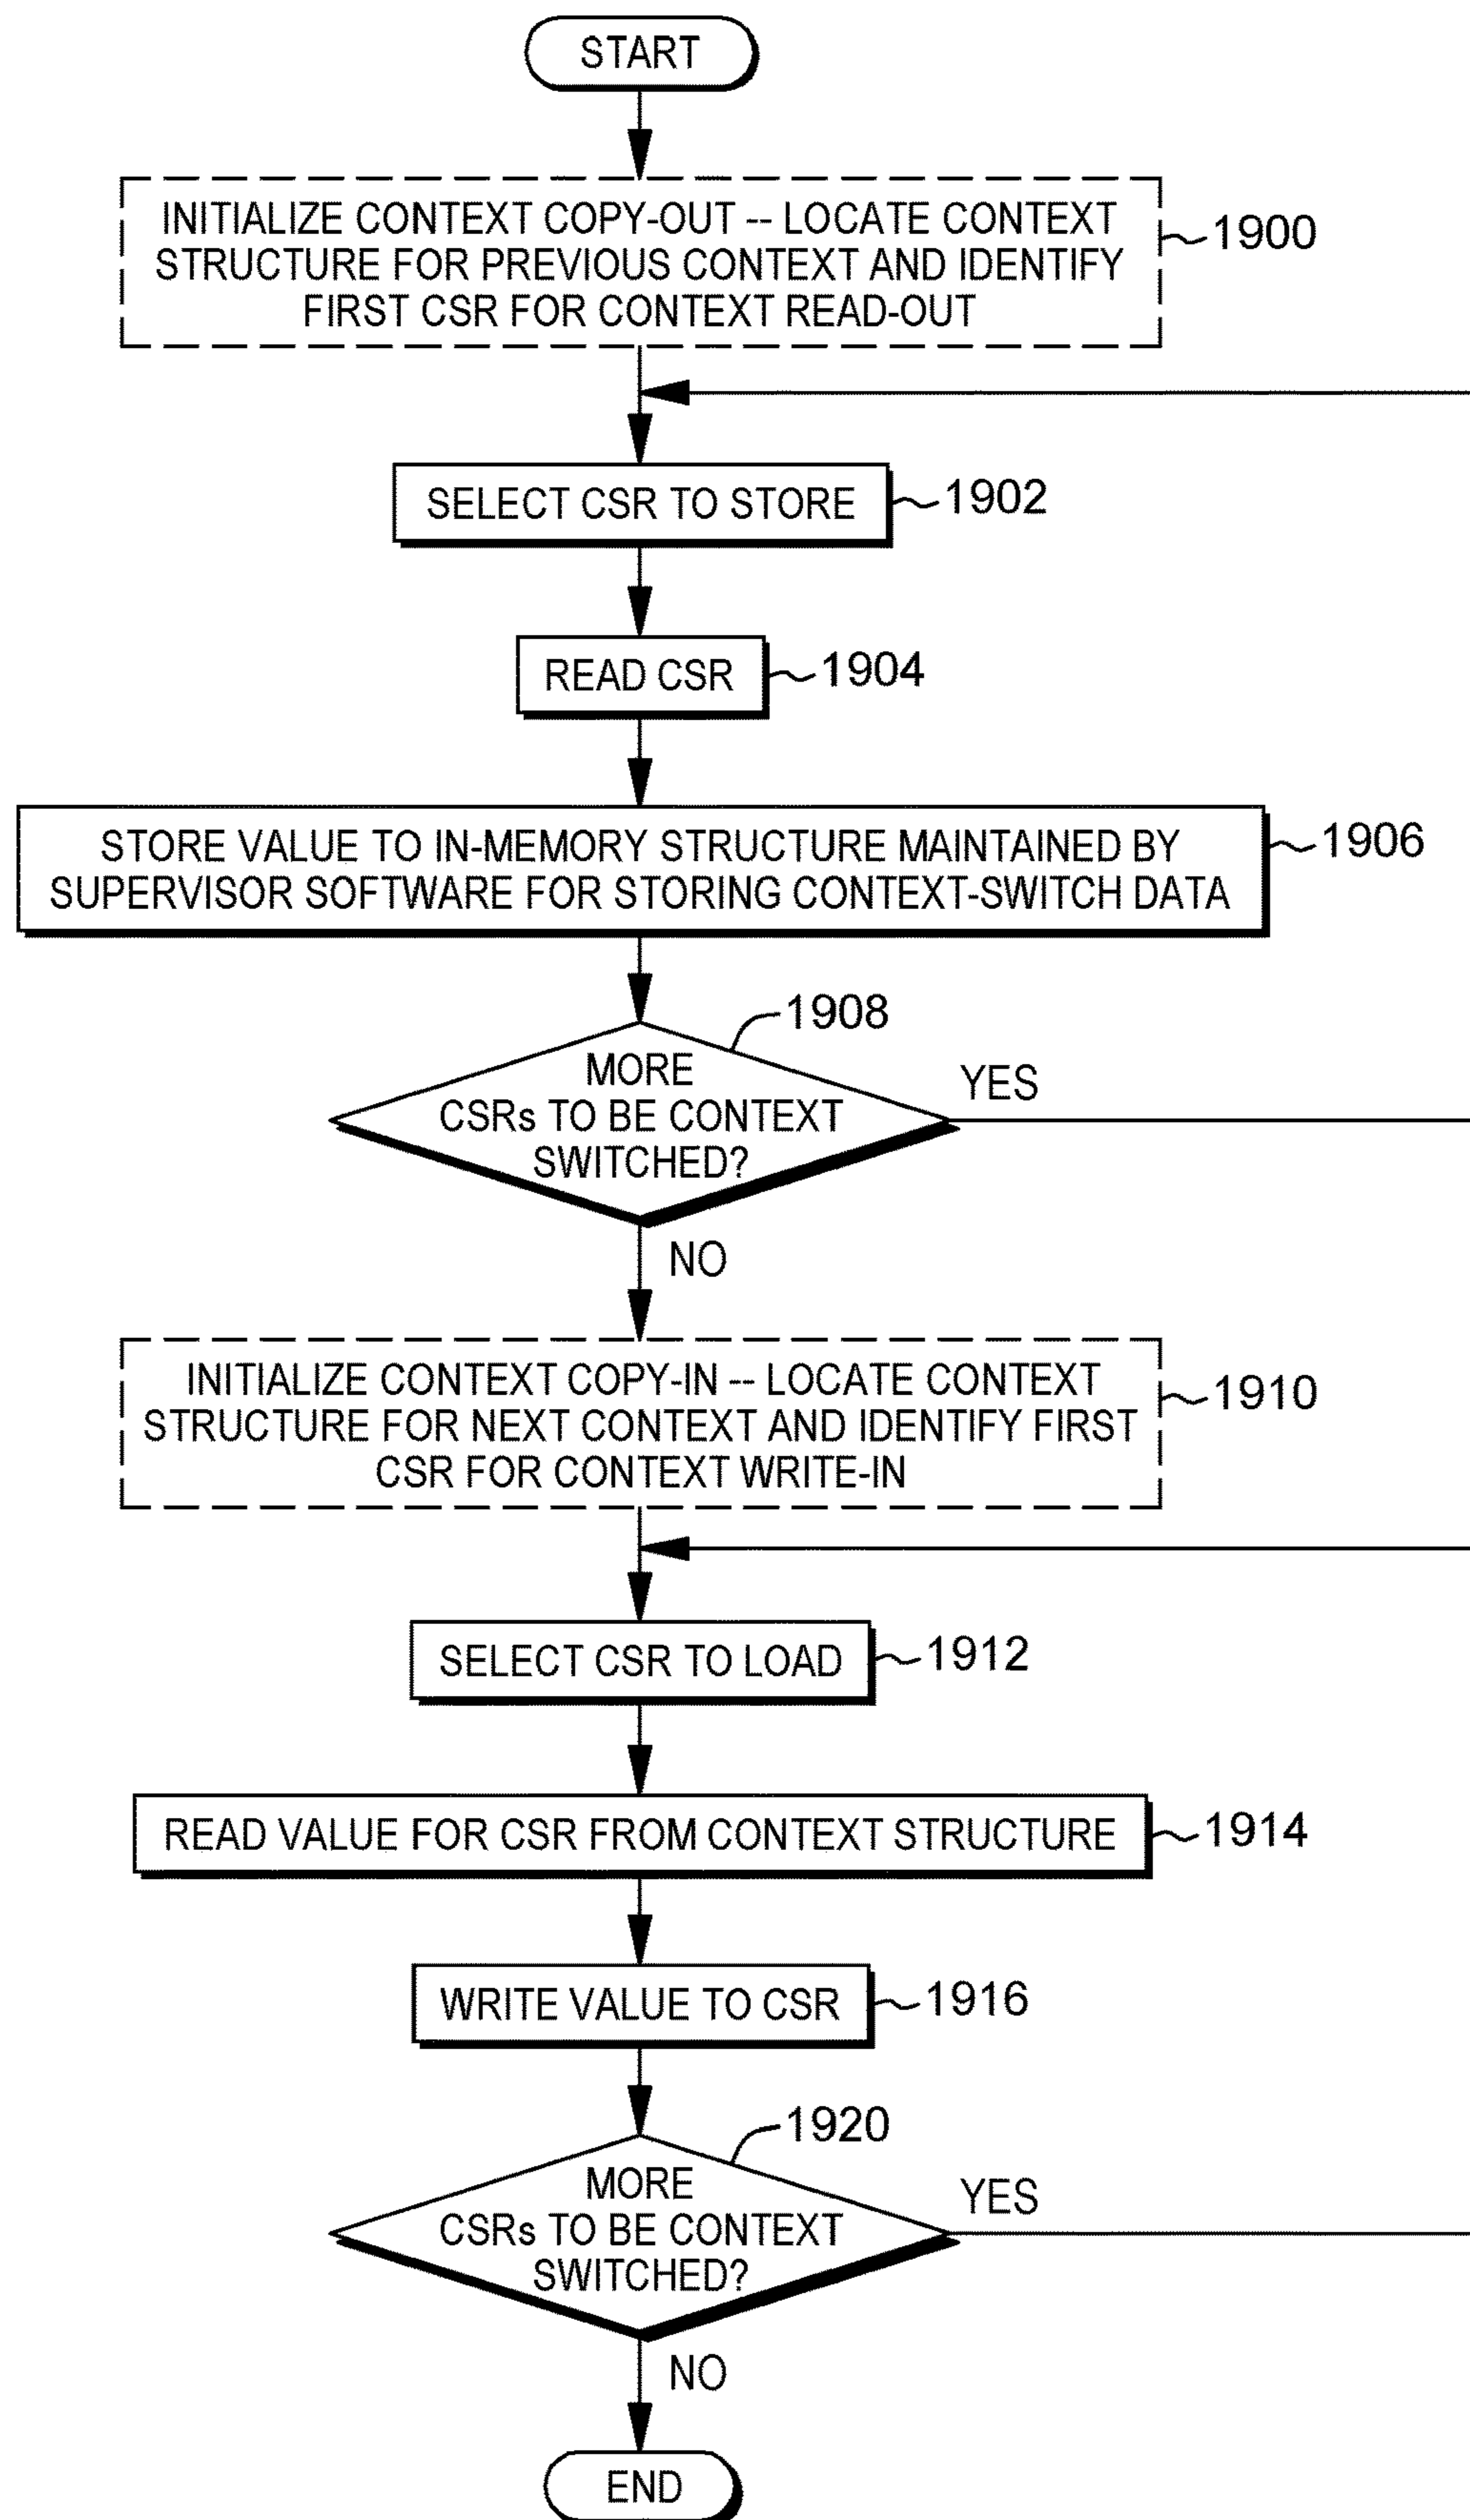 START
INITIALIZE CONTEXT COPY-OUT -- LOCATE CONTEXT
STRUCTURE FOR PREVIOUS CONTEXT AND IDENTIFY
FIRST CSR FOR CONTEXT READ-OUT
1900
SELECT CSR TO STORE
1902
READ CSR
1904
STORE VALUE TO IN-MEMORY STRUCTURE MAINTAINED BY
SUPERVISOR SOFTWARE FOR STORING CONTEXT-SWITCH DATA
1906
1908
MORE
CSRs TO BE CONTEXT
SWITCHED?
YES
NO
INITIALIZE CONTEXT COPY-IN -- LOCATE CONTEXT
STRUCTURE FOR NEXT CONTEXT AND IDENTIFY FIRST
CSR FOR CONTEXT WRITE-IN
1910
SELECT CSR TO LOAD
1912
READ VALUE FOR CSR FROM CONTEXT STRUCTURE
1914
WRITE VALUE TO CSR
1916
1920
MORE
CSRs TO BE CONTEXT
SWITCHED?
YES
NO
END